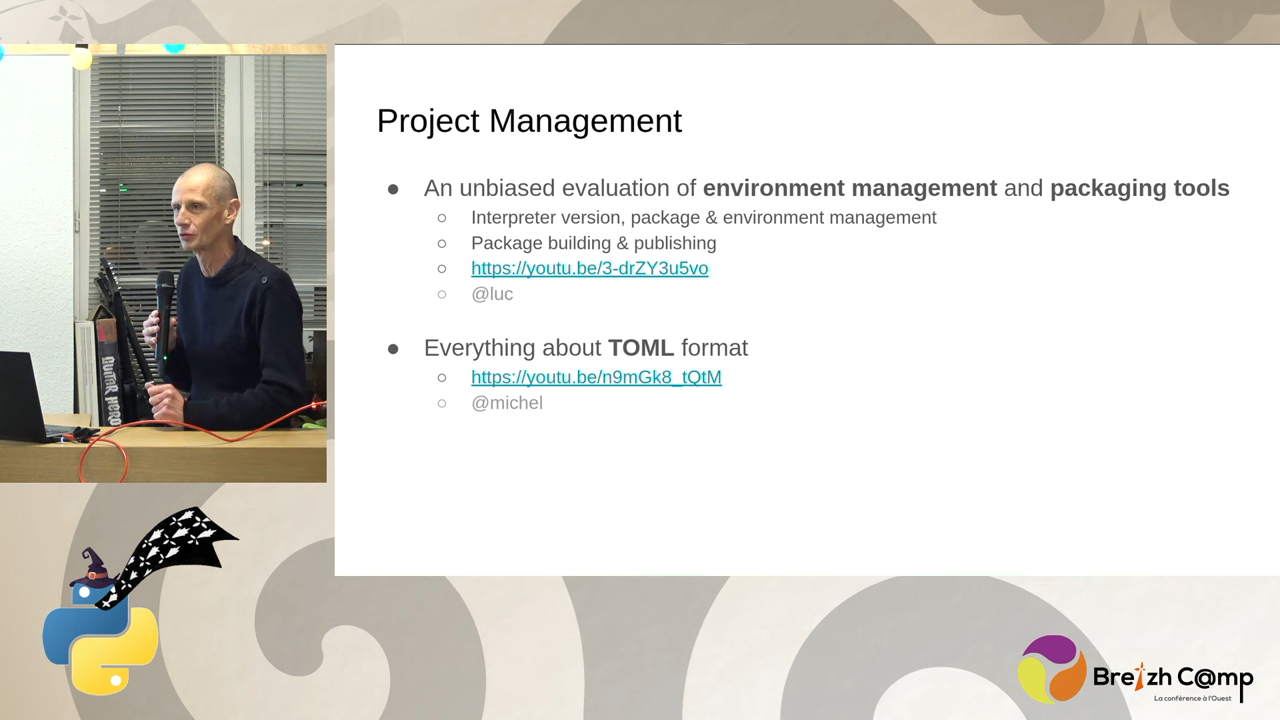 Project Management
● An unbiased evaluation of environment management and packaging tools
○ Interpreter version, package & environment management
○ Package building & publishing
○ https://youtu.be/3-drZY3u5vo
○ @luc
● Everything about TOML format
○ https://youtu.be/n9mGk8_tQtM
○ @michel
GUITAR HERO
Breizh C@mp
La conférence à l'Ouest